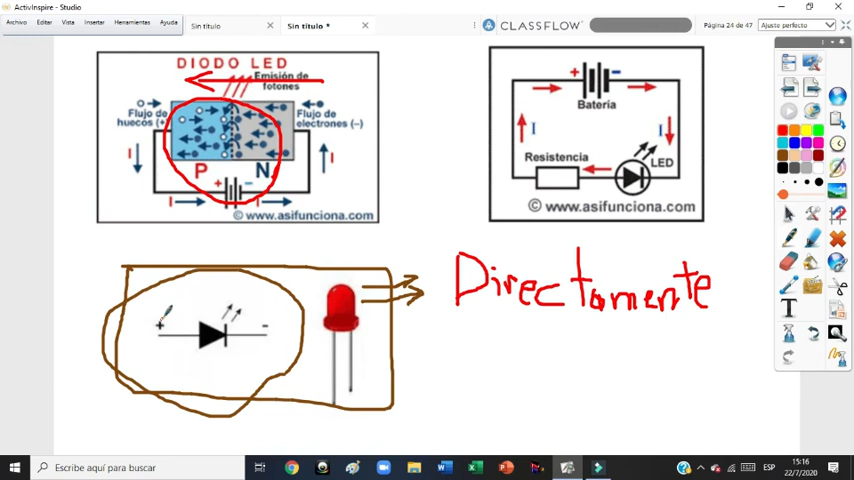 ActivInspire - Studio
Archivo Editar Vista Insertar Herramientas Ayuda
Sin título
Sin título *
CLASSFLOW
Página 24 de 47
Ajuste perfecto
DIODO LED
Emisión de
fotones
Flujo de
huecos (+
Flujo de
electrones (–)
P N
I I
+ –
I I
© www.asifunciona.com
+ –
Batería
I I
Resistencia
LED
© www.asifunciona.com
Directamente
+ -
T
Escribe aquí para buscar
ESP
15:16
22/7/2020